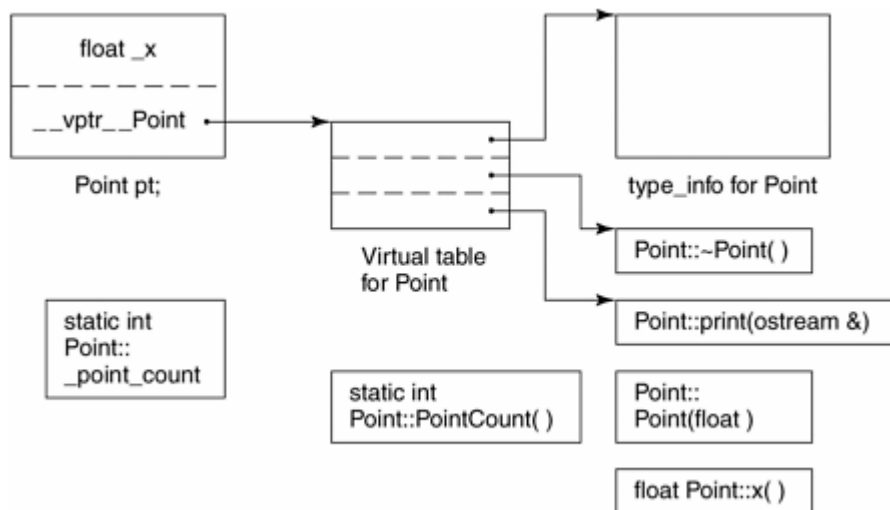 float _x
__vptr__Point
Point pt;
type_info for Point
Virtual table
for Point
Point::~Point( )
Point::print(ostream &)
static int
Point::
_point_count
static int
Point::PointCount( )
Point::
Point(float )
float Point::x( )